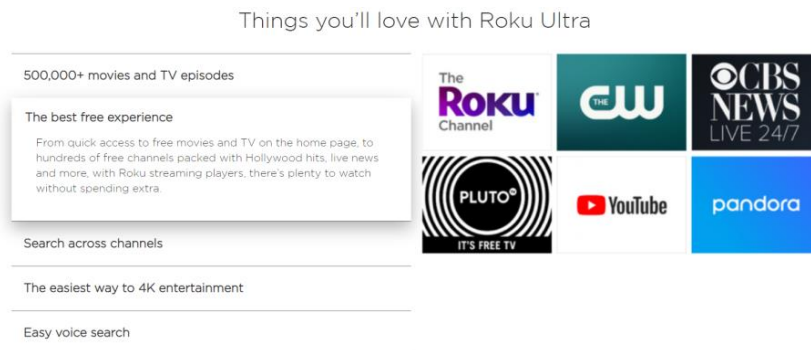 Things you'll love with Roku Ultra
500,000+ movies and TV episodes
The best free experience
From quick access to free movies and TV on the home page, to
hundreds of free channels packed with Hollywood hits, live news
and more, with Roku streaming players, there's plenty to watch
without spending extra.
Search across channels
The easiest way to 4K entertainment
Easy voice search
The
ROKU
Channel
THE CW
CBS
NEWS
LIVE 24/7
PLUTO TV
IT'S FREE TV
YouTube
pandora